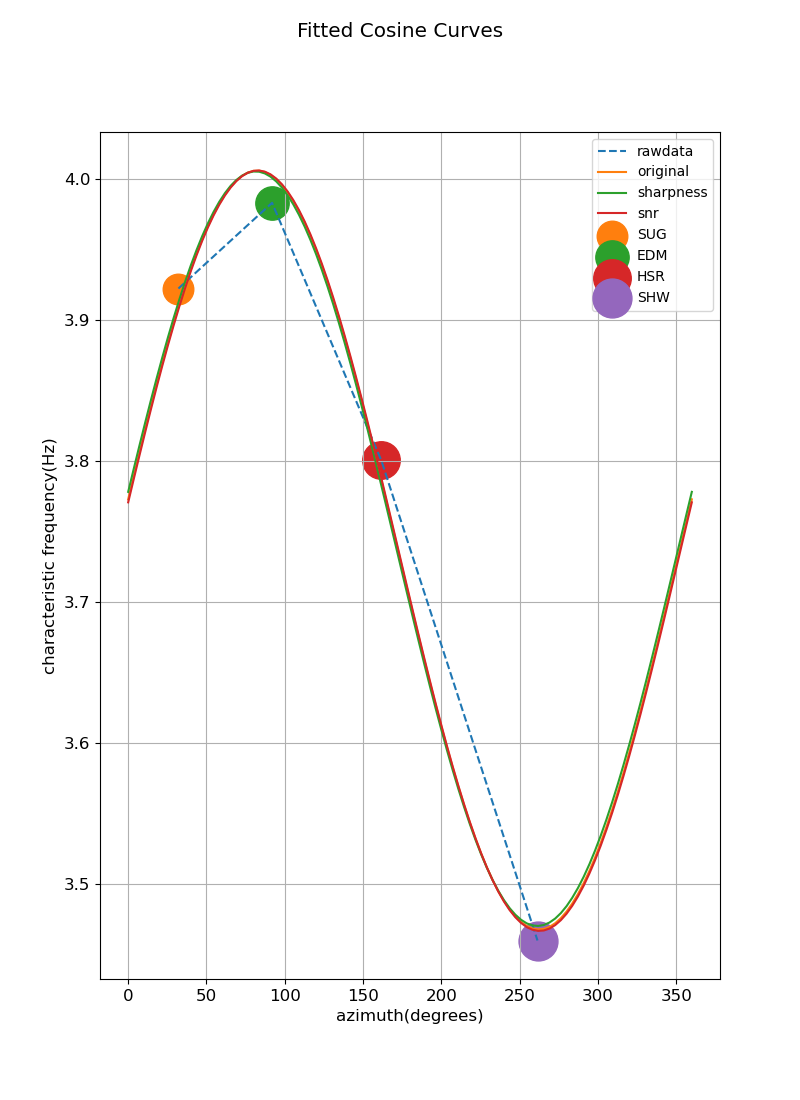 Fitted Cosine Curves
rawdata
original
sharpness
snr
SUG
EDM
HSR
SHW
characteristic frequency(Hz)
4.0
3.9
3.8
3.7
3.6
3.5
0 50 100 150 200 250 300 350
azimuth(degrees)